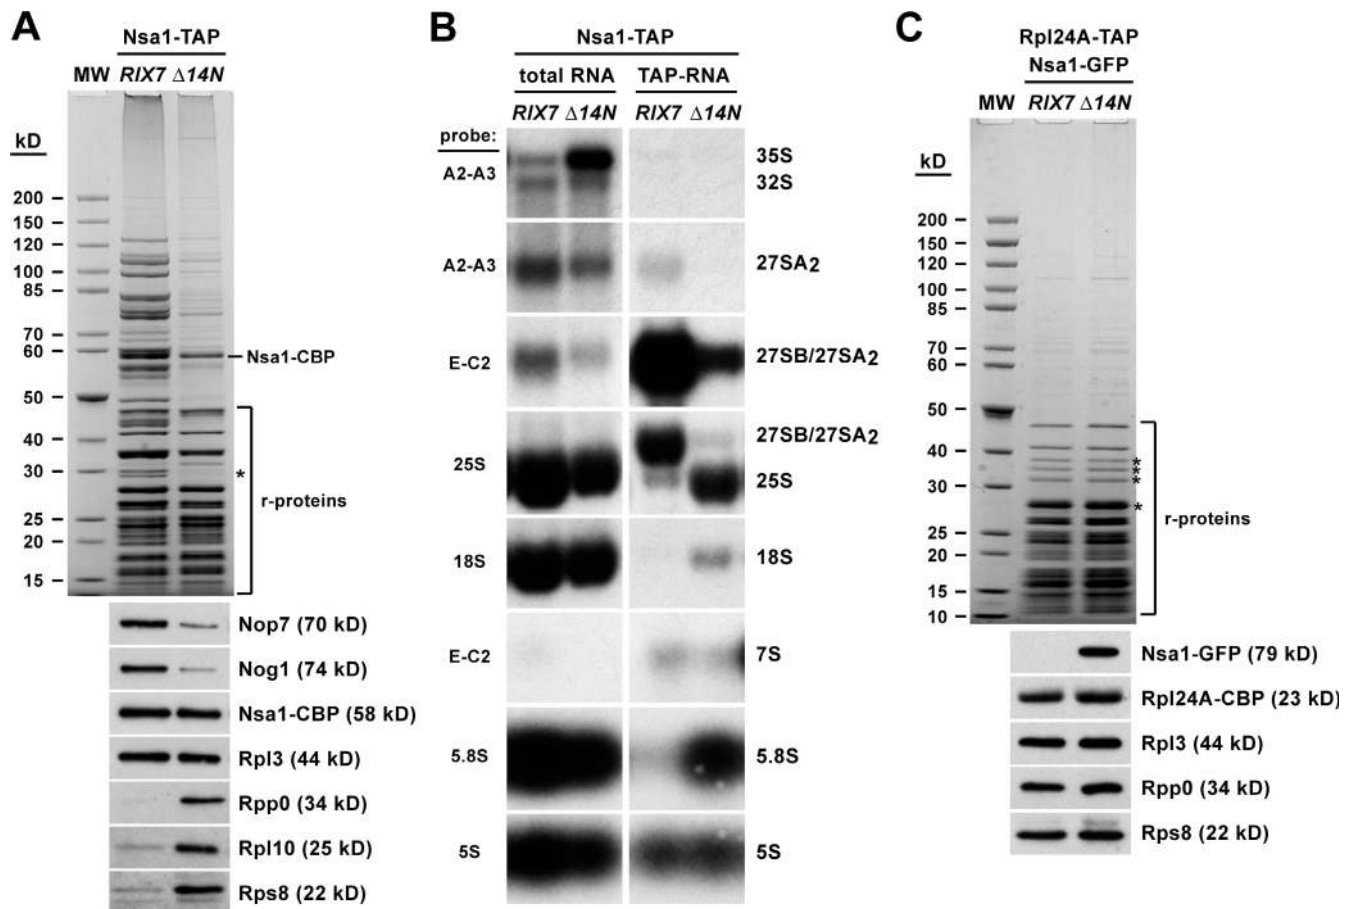 A
Nsa1-TAP
MW RIX7 Δ14N
kD
200
150
120
100
85
70
60
50
40
30
25
20
15
Nsa1-CBP
*
r-proteins
Nop7 (70 kD)
Nog1 (74 kD)
Nsa1-CBP (58 kD)
Rpl3 (44 kD)
Rpp0 (34 kD)
Rpl10 (25 kD)
Rps8 (22 kD)
B
Nsa1-TAP
total RNA TAP-RNA
RIX7 Δ14N RIX7 Δ14N
probe:
A2-A3 35S
32S
A2-A3 27SA2
E-C2 27SB/27SA2
25S 27SB/27SA2
25S
18S 18S
E-C2 7S
5.8S 5.8S
5S 5S
C
Rpl24A-TAP
Nsa1-GFP
MW RIX7 Δ14N
kD
200
150
120
100
85
70
60
50
40
30
25
20
15
10
*
*
*
*
r-proteins
Nsa1-GFP (79 kD)
Rpl24A-CBP (23 kD)
Rpl3 (44 kD)
Rpp0 (34 kD)
Rps8 (22 kD)